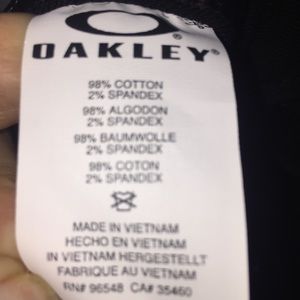 OAKLEY
98% COTTON
2% SPANDEX
98% ALGODON
2% SPANDEX
98% BAUMWOLLE
2% SPANDEX
98% COTON
2% SPANDEX
MADE IN VIETNAM
HECHO EN VIETNAM
IN VIETNAM HERGESTELLT
FABRIQUE AU VIETNAM
RN# 96548 CA# 35460